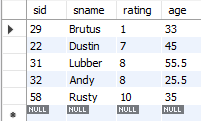 sid sname rating age
29 Brutus 1 33
22 Dustin 7 45
31 Lubber 8 55.5
32 Andy 8 25.5
58 Rusty 10 35
NULL NULL NULL NULL